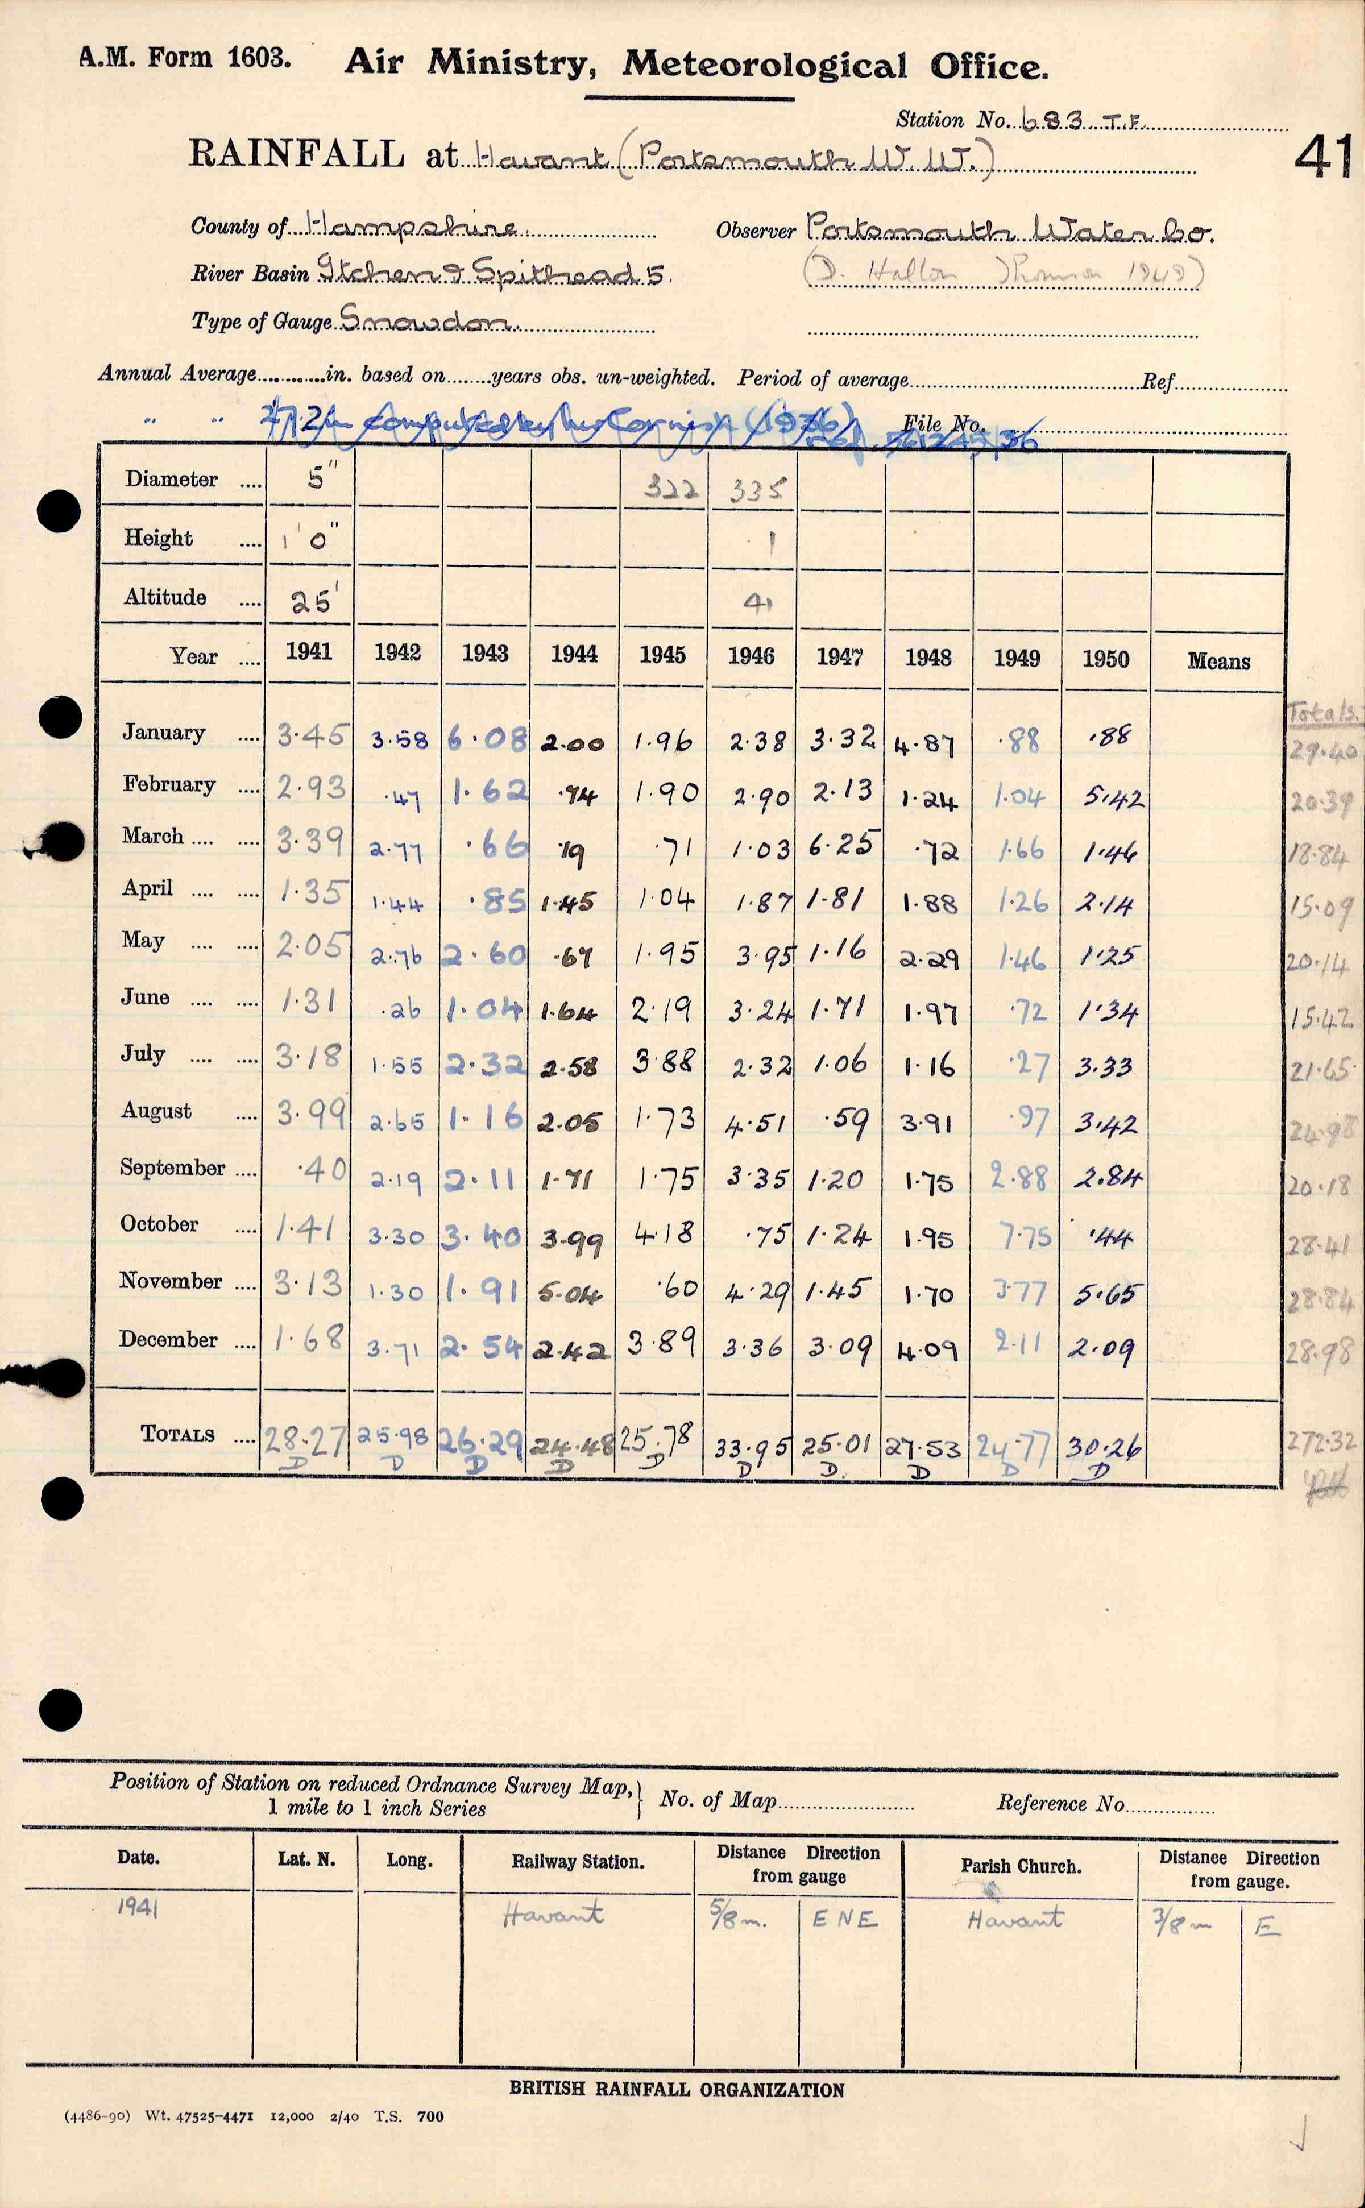 A.M. Form 1603. Air Ministry, Meteorological Office.
Station No. 683 T.F.
RAINFALL at Havant (Portsmouth W.W.)
41
County of Hampshire. Observer Portsmouth Water Co.
River Basin Itchen & Spithead 5. (D. Halton Thomson 1949)
Type of Gauge Snowdon.
Annual Average............in. based on........years obs. un-weighted. Period of average............Ref............
„ „ 27.2 in computed by Cornish (1936) File No.
Diameter .... 5" 322 335
Height .... 1' 0" 1
Altitude .... 25' 41
Year .... 1941 1942 1943 1944 1945 1946 1947 1948 1949 1950 Means
Totals.
January .... 3.45 3.58 6.08 2.00 1.96 2.38 3.32 4.87 .88 .88 29.40
February .... 2.93 .47 1.62 .74 1.90 2.90 2.13 1.24 1.04 5.42 20.39
March .... .... 3.39 2.77 .66 .19 .71 1.03 6.25 .72 1.66 1.46 18.84
April .... .... 1.35 1.44 .85 1.45 1.04 1.87 1.81 1.88 1.26 2.14 15.09
May .... .... 2.05 2.76 2.60 .67 1.95 3.95 1.16 2.29 1.46 1.25 20.14
June .... .... 1.31 .26 1.04 1.64 2.19 3.24 1.71 1.97 .72 1.34 15.42
July .... .... 3.18 1.55 2.32 2.58 3.88 2.32 1.06 1.16 .27 3.33 21.65
August .... 3.99 2.65 1.16 2.05 1.73 4.51 .59 3.91 .97 3.42 24.98
September .... .40 2.19 2.11 1.71 1.75 3.35 1.20 1.75 2.88 2.84 20.18
October .... 1.41 3.30 3.40 3.99 4.18 .75 1.24 1.95 7.75 .44 28.41
November .... 3.13 1.30 1.91 5.04 .60 4.29 1.45 1.70 3.77 5.65 28.84
December .... 1.68 3.71 2.54 2.42 3.89 3.36 3.09 4.09 2.11 2.09 28.98
TOTALS .... 28.27 25.98 26.29 24.48 25.78 33.95 25.01 27.53 24.77 30.26 272.32
D D D D D D D. D D D
Position of Station on reduced Ordnance Survey Map, 1 mile to 1 inch Series } No. of Map............ Reference No............
Date. Lat. N. Long. Railway Station. Distance from gauge Direction Parish Church. Distance from gauge. Direction
1941 Havant 5/8 m. ENE Havant 3/8 m E
BRITISH RAINFALL ORGANIZATION
(4486-90) Wt. 47525-4471 12,000 2/40 T.S. 700